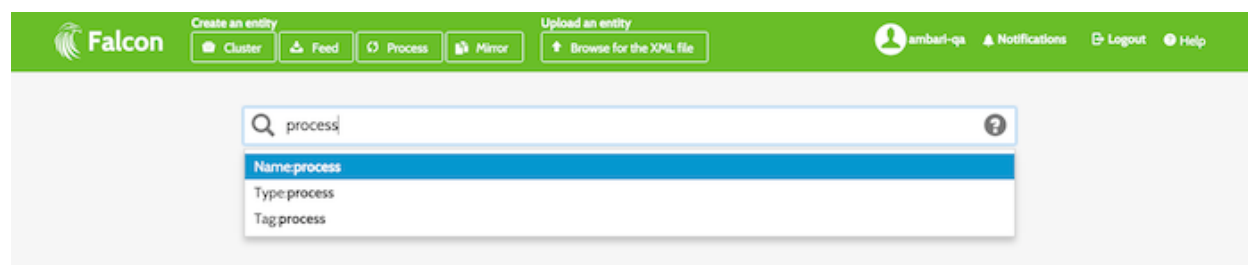 Create an entity
Upload an entity
Falcon
Cluster
Feed
Process
Mirror
Browse for the XML file
ambari-qa
Notifications
Logout
? Help
process
?
Name:process
Type:process
Tag:process